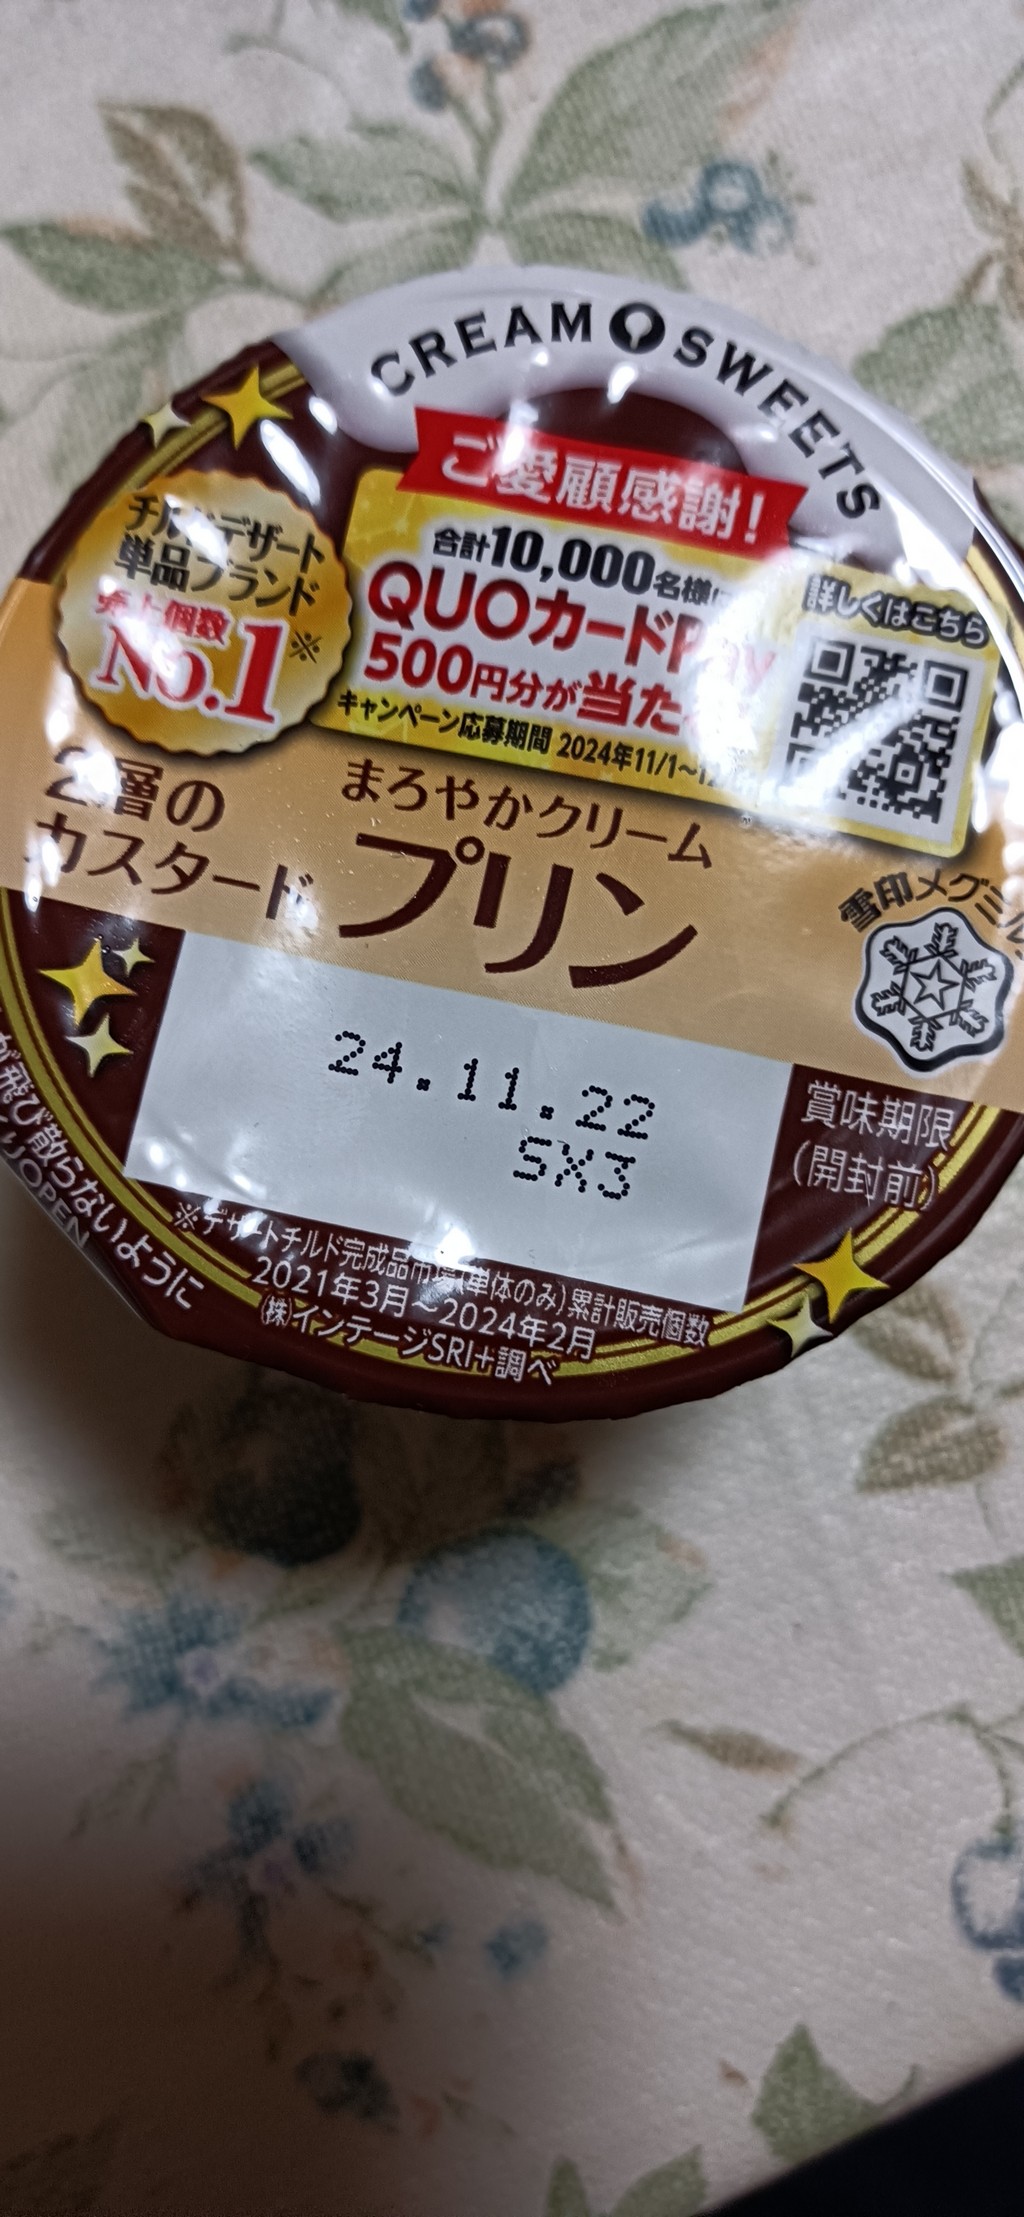 CREAM SWEETS
ご愛顧感謝!
チルドデザート
単品ブランド
売上個数
No.1※
合計10,000名様に
QUOカードPay
500円分が当た
キャンペーン応募期間 2024年11/1~
詳しくはこちら
2層の
カスタード
まろやかクリーム
プリン
雪印メグミル
24.11.22
SX3
賞味期限
(開封前)
※デザートチルド完成品市場(単体のみ)累計販売個数
2021年3月~2024年2月
(株)インテージSRI+調べ
が飛び散らないように
OPEN